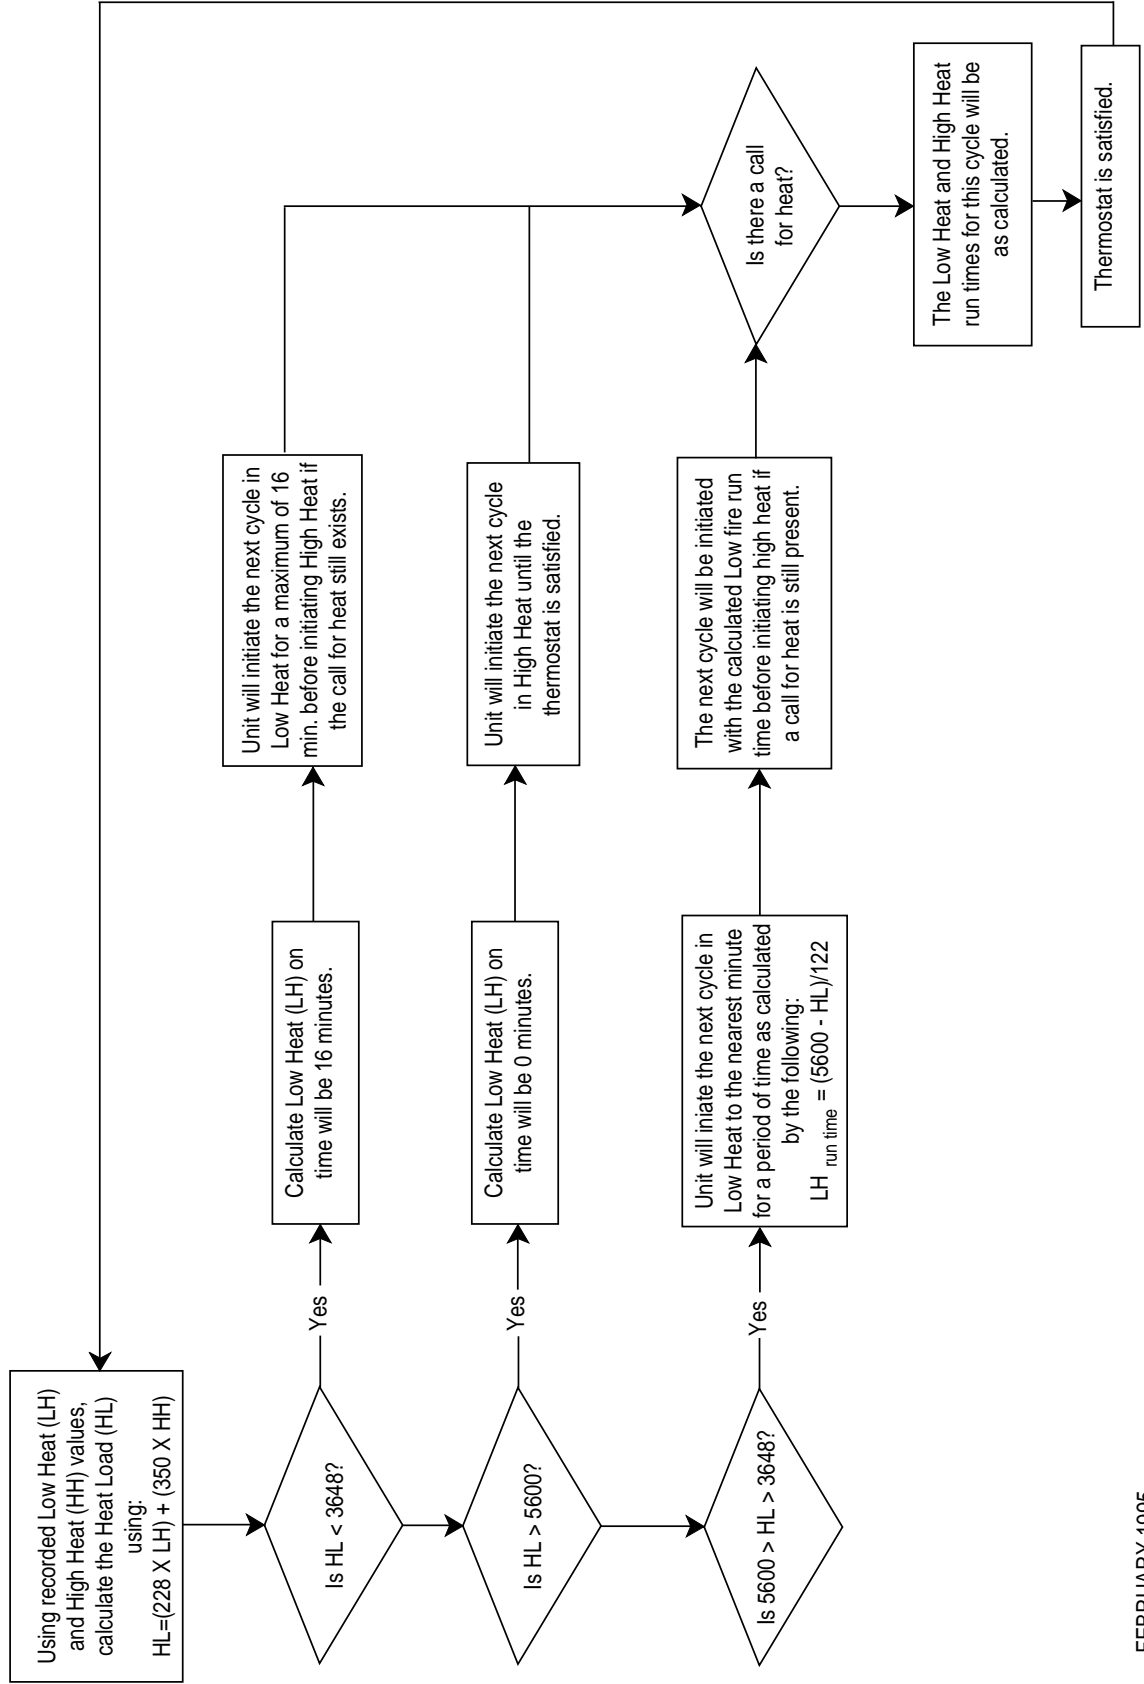 Using recorded Low Heat (LH)
and High Heat (HH) values,
calculate the Heat Load (HL)
using:
HL=(228 X LH) + (350 X HH)
Is HL < 3648?
Yes
Calculate Low Heat (LH) on
time will be 16 minutes.
Unit will initiate the next cycle in
Low Heat for a maximum of 16
min. before initiating High Heat if
the call for heat still exists.
Is HL > 5600?
Yes
Calculate Low Heat (LH) on
time will be 0 minutes.
Unit will initiate the next cycle
in High Heat until the
thermostat is satisfied.
Is 5600 > HL > 3648?
Yes
Unit will iniate the next cycle in
Low Heat to the nearest minute
for a period of time as calculated
by the following:
LH run time = (5600 - HL)/122
The next cycle will be initiated
with the calculated Low fire run
time before initiating high heat if
a call for heat is still present.
Is there a call
for heat?
The Low Heat and High Heat
run times for this cycle will be
as calculated.
Thermostat is satisfied.
FEBRUARY 1995